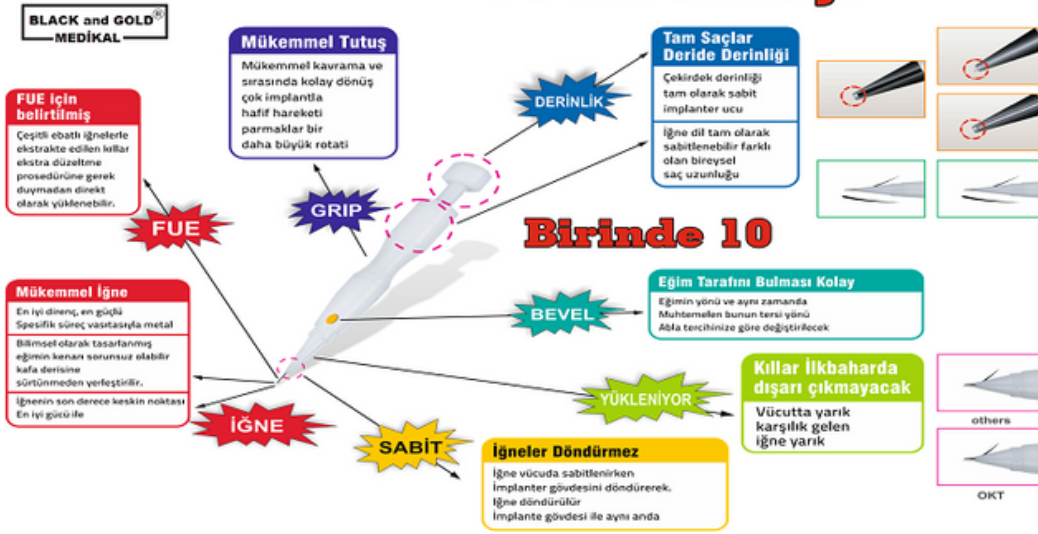 BLACK and GOLD®
MEDİKAL
Mükemmel Tutuş
Mükemmel kavrama ve
sırasında kolay dönüş
çok implantla
hafif hareketi
parmaklar bir
daha büyük rotati
GRIP
FUE için
belirtilmiş
Çeşitli ebatlı iğnelerle
ekstrakte edilen kıllar
ekstra düzeltme
prosedürüne gerek
duymadan direkt
olarak yüklenebilir.
FUE
DERİNLİK
Tam Saçlar
Deride Derinliği
Çekirdek derinliği
tam olarak sabit
implanter ucu
İğne dil tam olarak
sabitlenebilir farklı
olan bireysel
saç uzunluğu
Birinde 10
BEVEL
Eğim Tarafını Bulması Kolay
Eğimin yönü ve aynı zamanda
Muhtemelen bunun tersi yönü
Abla tercihinize göre değiştirilecek
Mükemmel İğne
En iyi direnç, en güçlü
Spesifik süreç vasıtasıyla metal
Bilimsel olarak tasarlanmış
eğimin kenarı sorunsuz olabilir
kafa derisine
sürtünmeden yerleştirilir.
İğnenin son derece keskin noktası
En iyi gücü ile
İĞNE
YÜKLENİYOR
Kıllar İlkbaharda
dışarı çıkmayacak
Vücutta yarık
karşılık gelen
iğne yarık
SABİT
İğneler Döndürmez
İğne vücuda sabitlenirken
İmplanter gövdesini döndürerek.
Iğne döndürülür
İmplante gövdesi ile aynı anda
others
OKT